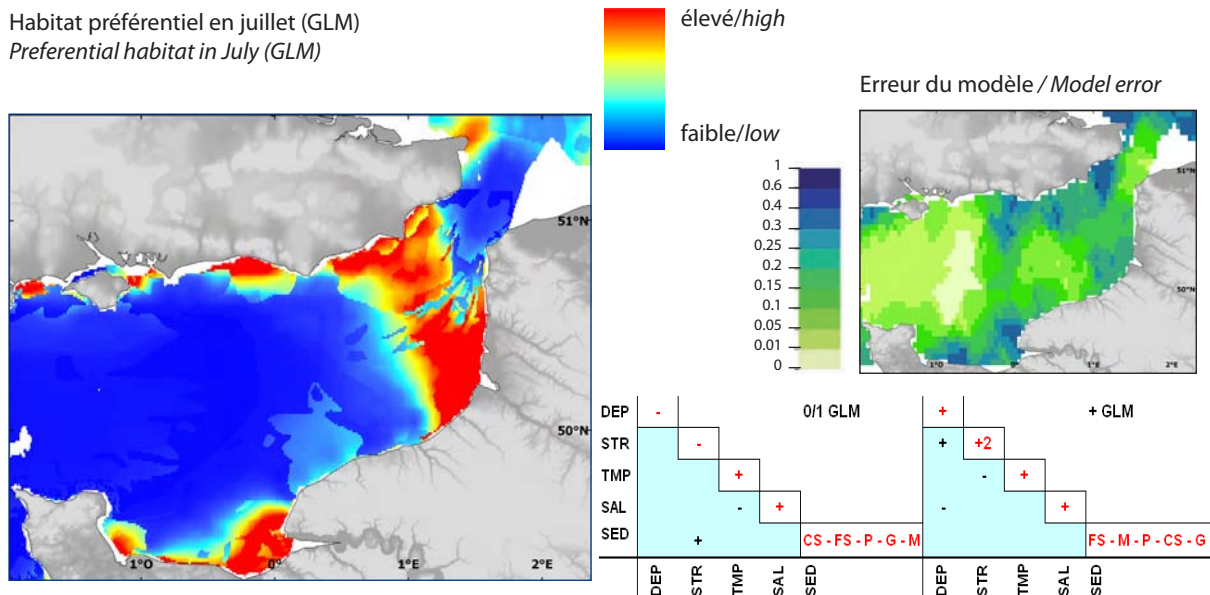 Habitat préférentiel en juillet (GLM)
Preferential habitat in July (GLM)
élevé/high
faible/low
Erreur du modèle / Model error
1
0.6
0.4
0.3
0.25
0.2
0.15
0.1
0.05
0.01
0
51°N
50°N
1°O
0°
1°E
2°E
51°N
50°N
1°O
0°
1°E
2°E
DEP - 0/1 GLM + + GLM
STR - + +2
TMP + - +
SAL - + - +
SED + CS - FS - P - G - M FS - M - P - CS - G
DEP STR TMP SAL SED DEP STR TMP SAL SED